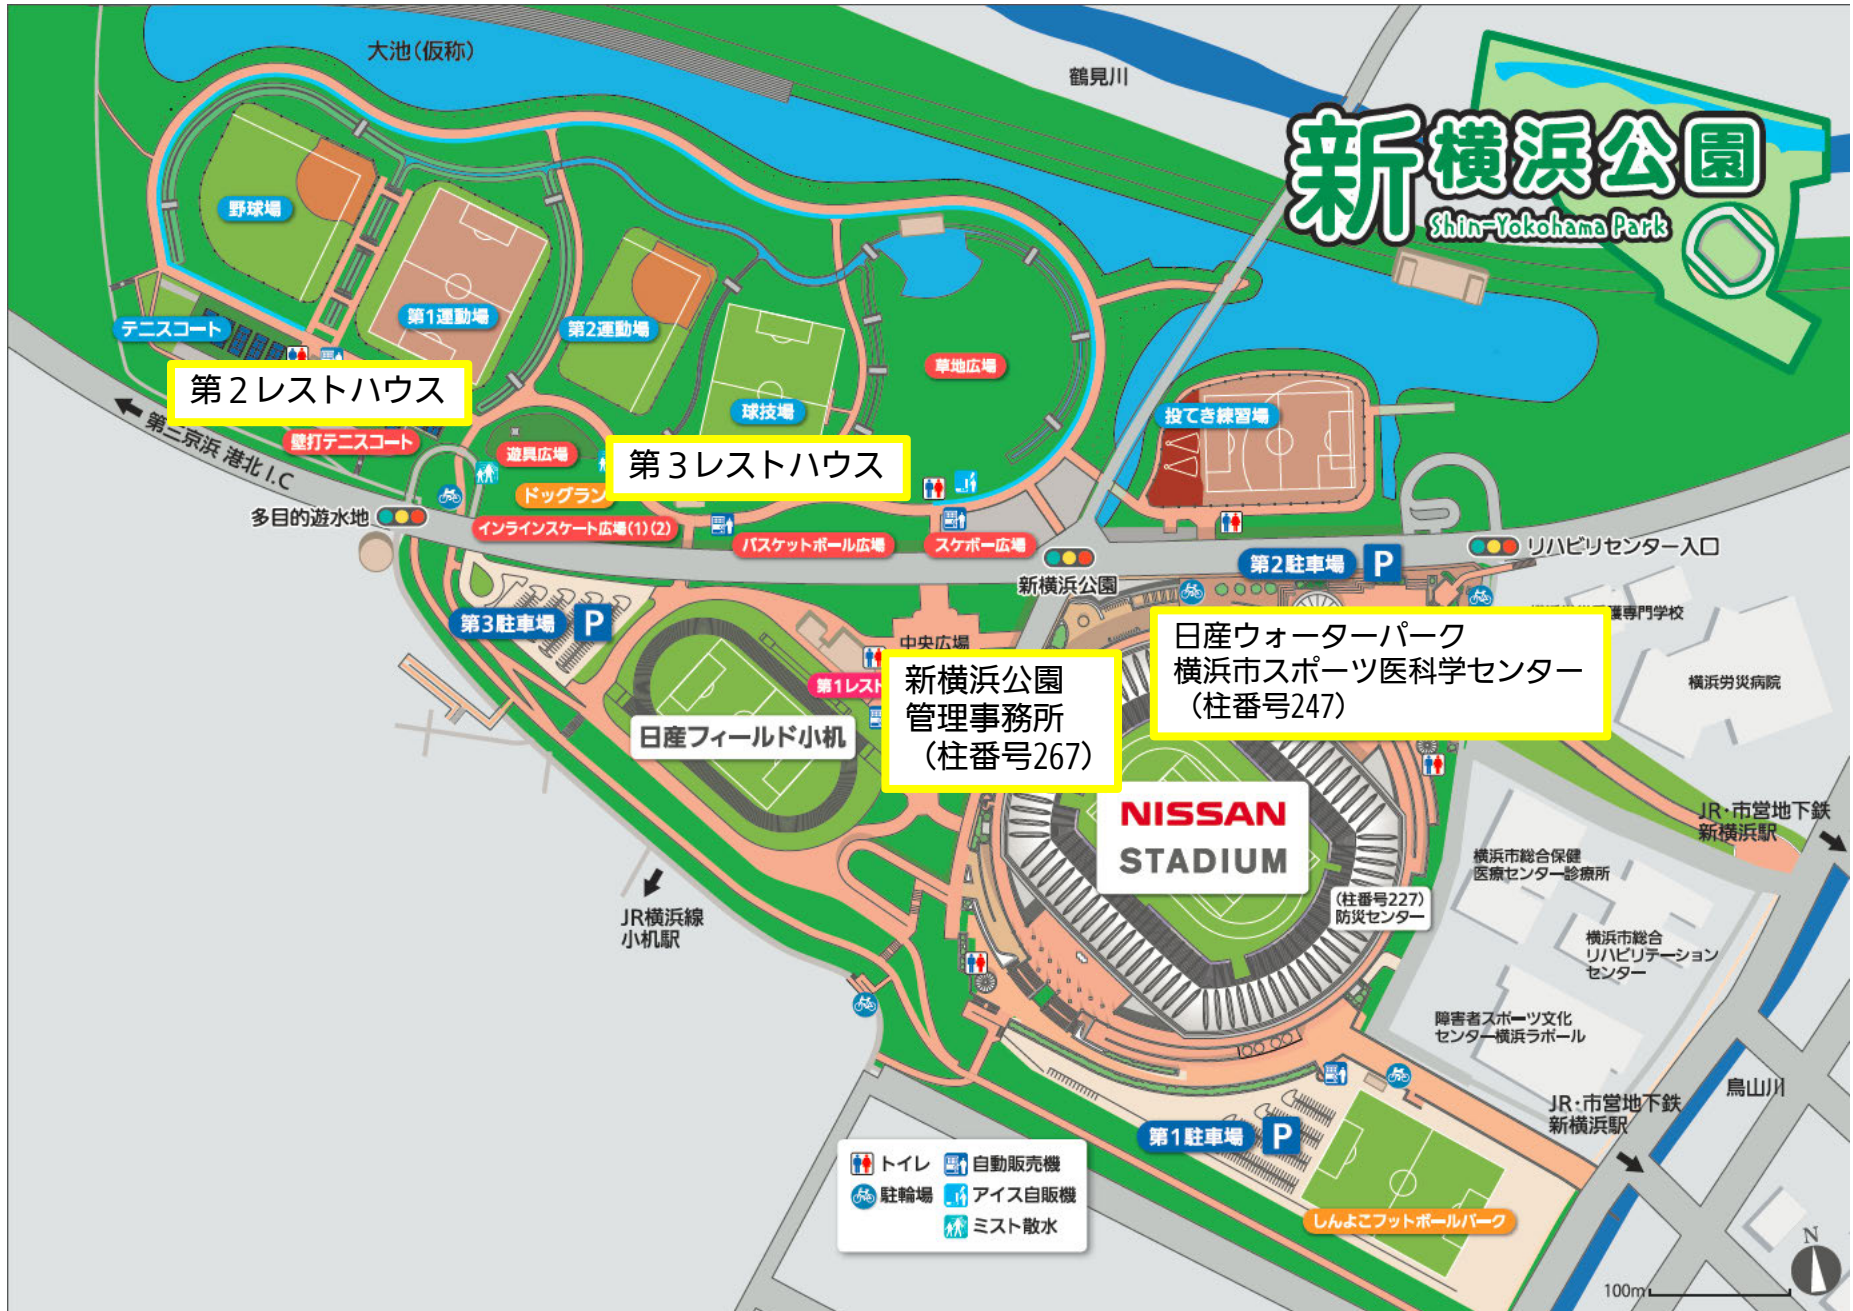 大池(仮称)
鶴見川
新横浜公園
Shin-Yokohama Park
野球場
第1運動場
テニスコート
第2運動場
草地広場
球技場
投てき練習場
第2レストハウス
第三京浜 港北I.C
壁打テニスコート
遊具広場
第3レストハウス
ドッグラン
多目的遊水地
インラインスケート広場(1)(2)
バスケットボール広場
スケボー広場
新横浜公園
第2駐車場 P
リハビリセンター入口
護専門学校
第3駐車場 P
中央広場
日産ウォーターパーク
横浜市スポーツ医科学センター
(柱番号247)
横浜労災病院
第1レスト
新横浜公園
管理事務所
(柱番号267)
日産フィールド小机
NISSAN
STADIUM
JR・市営地下鉄
新横浜駅
横浜市総合保健
医療センター診療所
(柱番号227)
防災センター
JR横浜線
小机駅
横浜市総合
リハビリテーション
センター
障害者スポーツ文化
センター横浜ラポール
鳥山川
JR・市営地下鉄
新横浜駅
第1駐車場 P
トイレ
自動販売機
駐輪場
アイス自販機
ミスト散水
しんよこフットボールパーク
N
100m